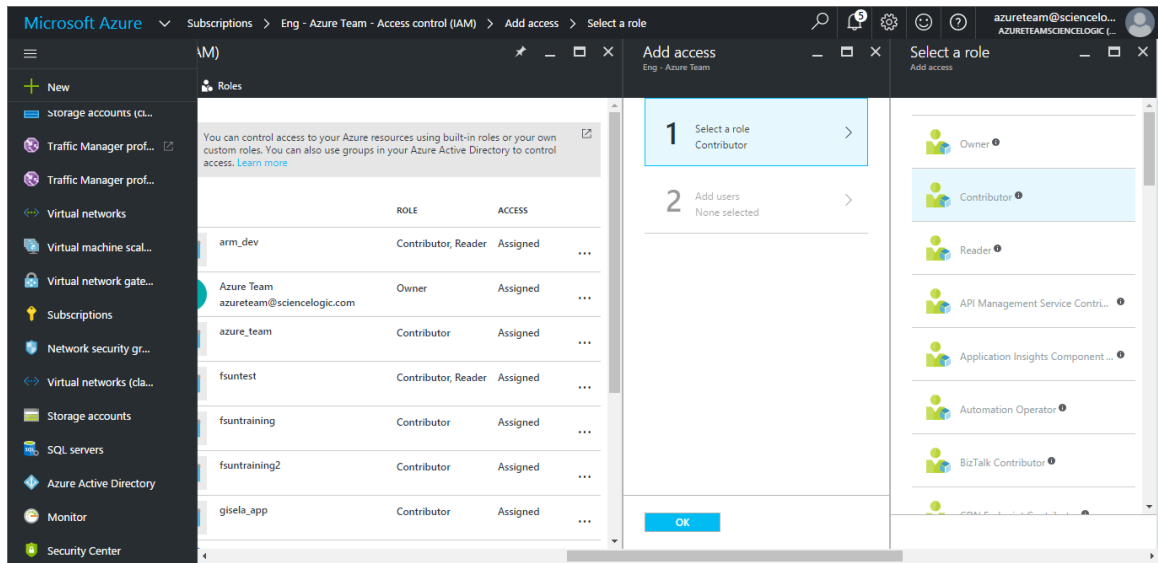 Microsoft Azure
Subscriptions > Eng - Azure Team - Access control (IAM) > Add access > Select a role
5
azureteam@sciencelo...
AZURETEAMSCIENCELOGIC (...
New
Storage accounts (cl...
Traffic Manager prof...
Traffic Manager prof...
Virtual networks
Virtual machine scal...
Virtual network gate...
Subscriptions
Network security gr...
Virtual networks (cla...
Storage accounts
SQL servers
Azure Active Directory
Monitor
Security Center
AM)
Roles
You can control access to your Azure resources using built-in roles or your own
custom roles. You can also use groups in your Azure Active Directory to control
access. Learn more
ROLE ACCESS
arm_dev Contributor, Reader Assigned ...
Azure Team Owner Assigned ...
azureteam@sciencelogic.com
azure_team Contributor Assigned ...
fsuntest Contributor, Reader Assigned ...
fsuntraining Contributor Assigned ...
fsuntraining2 Contributor Assigned ...
gisela_app Contributor Assigned ...
Add access
Eng - Azure Team
1 Select a role
Contributor
2 Add users
None selected
OK
Select a role
Add access
Owner
Contributor
Reader
API Management Service Contri...
Application Insights Component ...
Automation Operator
BizTalk Contributor